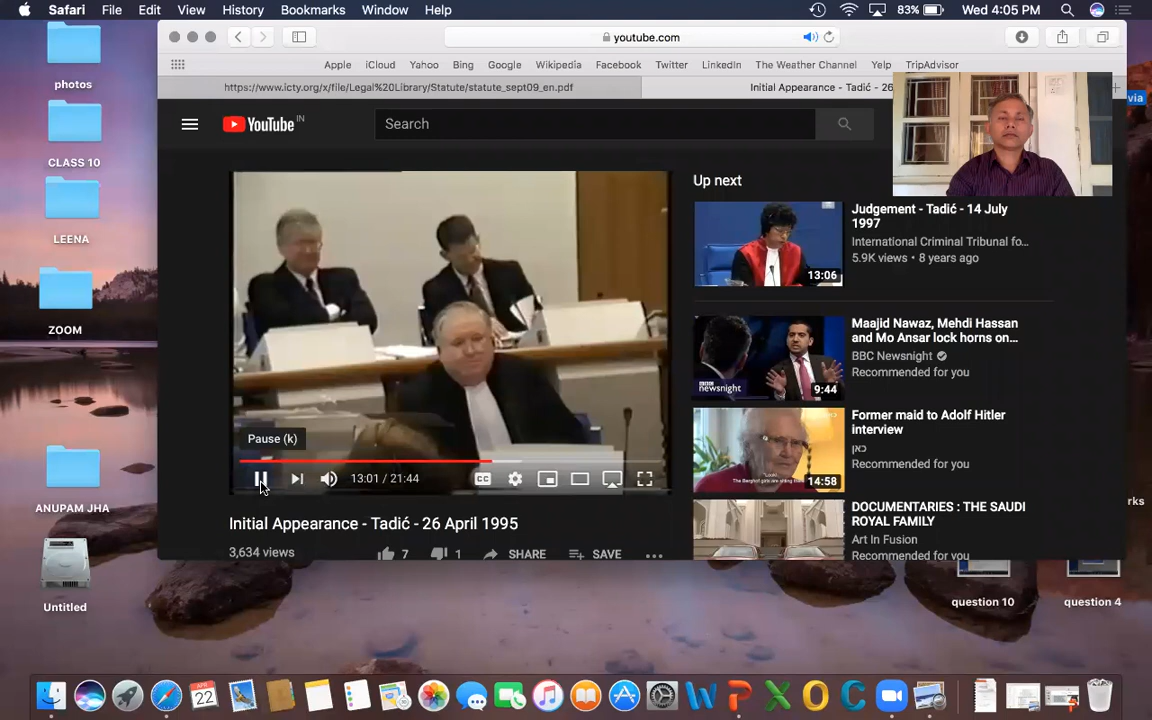 Safari File Edit View History Bookmarks Window Help 83% Wed 4:05 PM
youtube.com
Apple iCloud Yahoo Bing Google Wikipedia Facebook Twitter LinkedIn The Weather Channel Yelp TripAdvisor
https://www.icty.org/x/file/Legal%20Library/Statute/statute_sept09_en.pdf
Initial Appearance - Tadić - 26
via
YouTube IN
Search
photos
CLASS 10
LEENA
ZOOM
ANUPAM JHA
Untitled
Up next
Judgement - Tadić - 14 July
1997
International Criminal Tribunal fo...
5.9K views • 8 years ago
13:06
Maajid Nawaz, Mehdi Hassan
and Mo Ansar lock horns on...
BBC Newsnight
Recommended for you
newsnight
9:44
Former maid to Adolf Hitler
interview
כאן
Recommended for you
14:58
DOCUMENTARIES : THE SAUDI
ROYAL FAMILY
Art In Fusion
Recommended for you
Pause (k)
13:01 / 21:44
CC
Initial Appearance - Tadić - 26 April 1995
3,634 views
7 1 SHARE SAVE
rks
question 10
question 4
APR
22